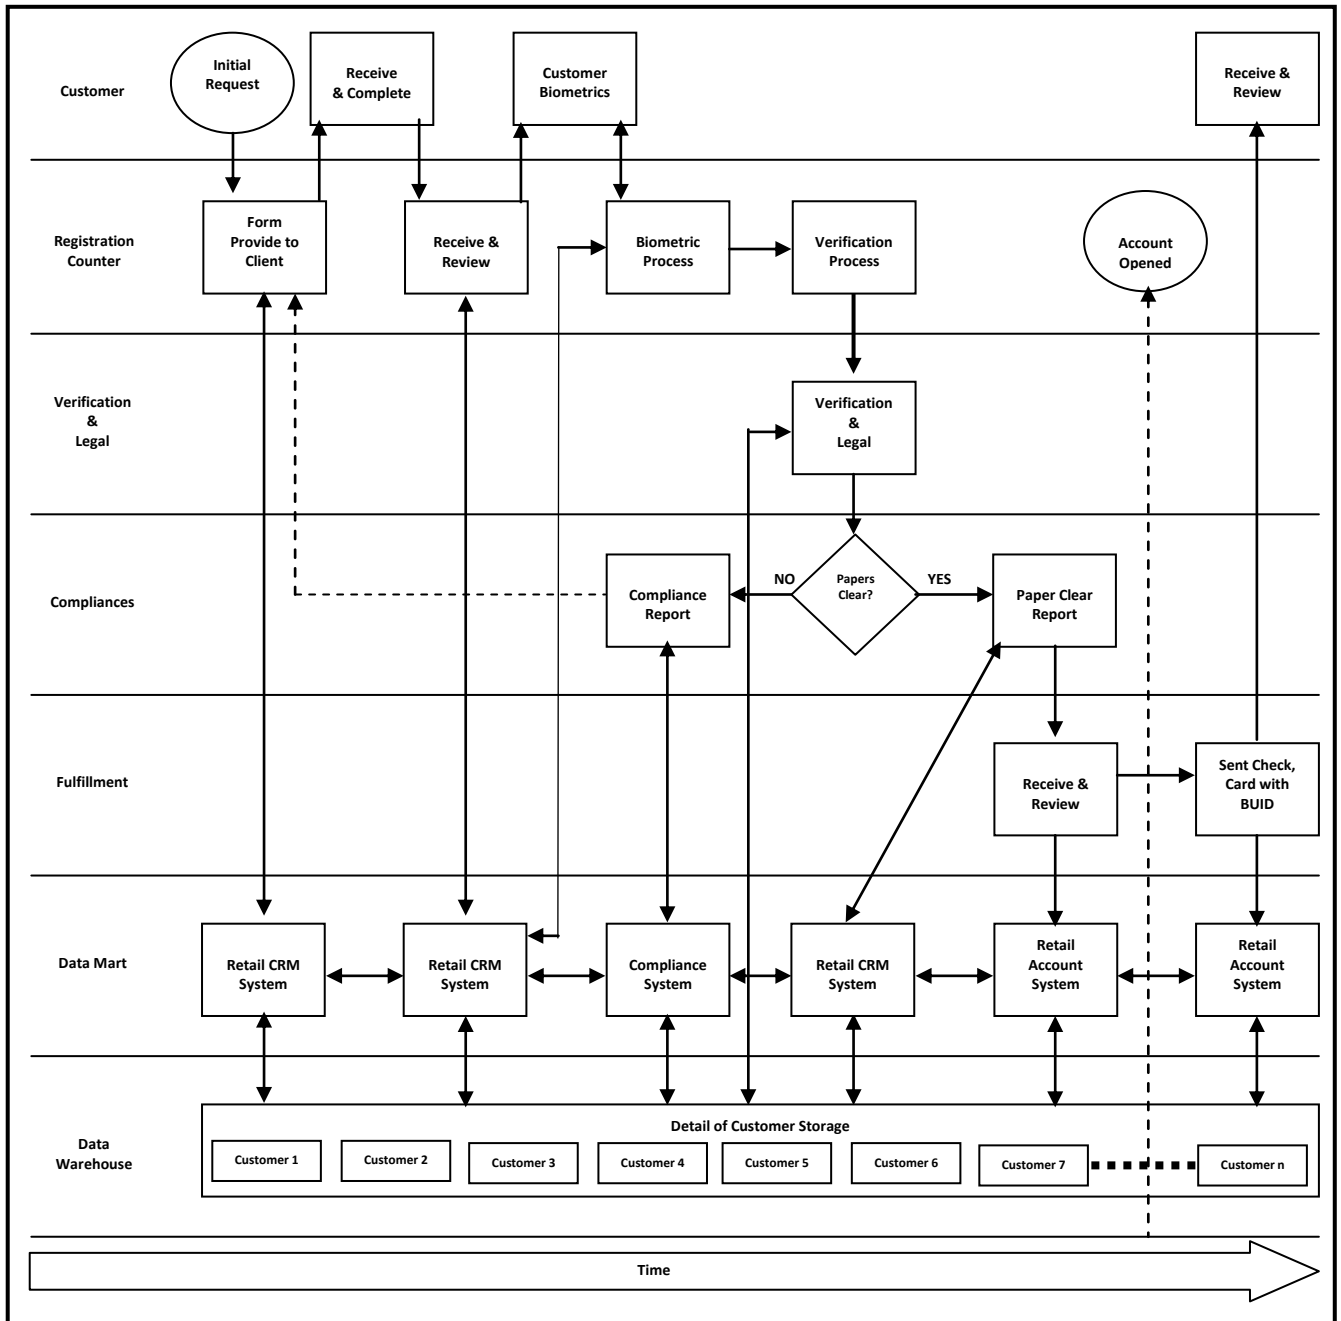 Customer
Initial
Request
Receive
& Complete
Customer
Biometrics
Receive &
Review
Registration
Counter
Form
Provide to
Client
Receive &
Review
Biometric
Process
Verification
Process
Account
Opened
Verification
&
Legal
Verification
&
Legal
Compliances
Compliance
Report
NO
Papers
Clear?
YES
Paper Clear
Report
Fulfillment
Receive &
Review
Sent Check,
Card with
BUID
Data Mart
Retail CRM
System
Retail CRM
System
Compliance
System
Retail CRM
System
Retail
Account
System
Retail
Account
System
Data
Warehouse
Detail of Customer Storage
Customer 1
Customer 2
Customer 3
Customer 4
Customer 5
Customer 6
Customer 7
Customer n
Time